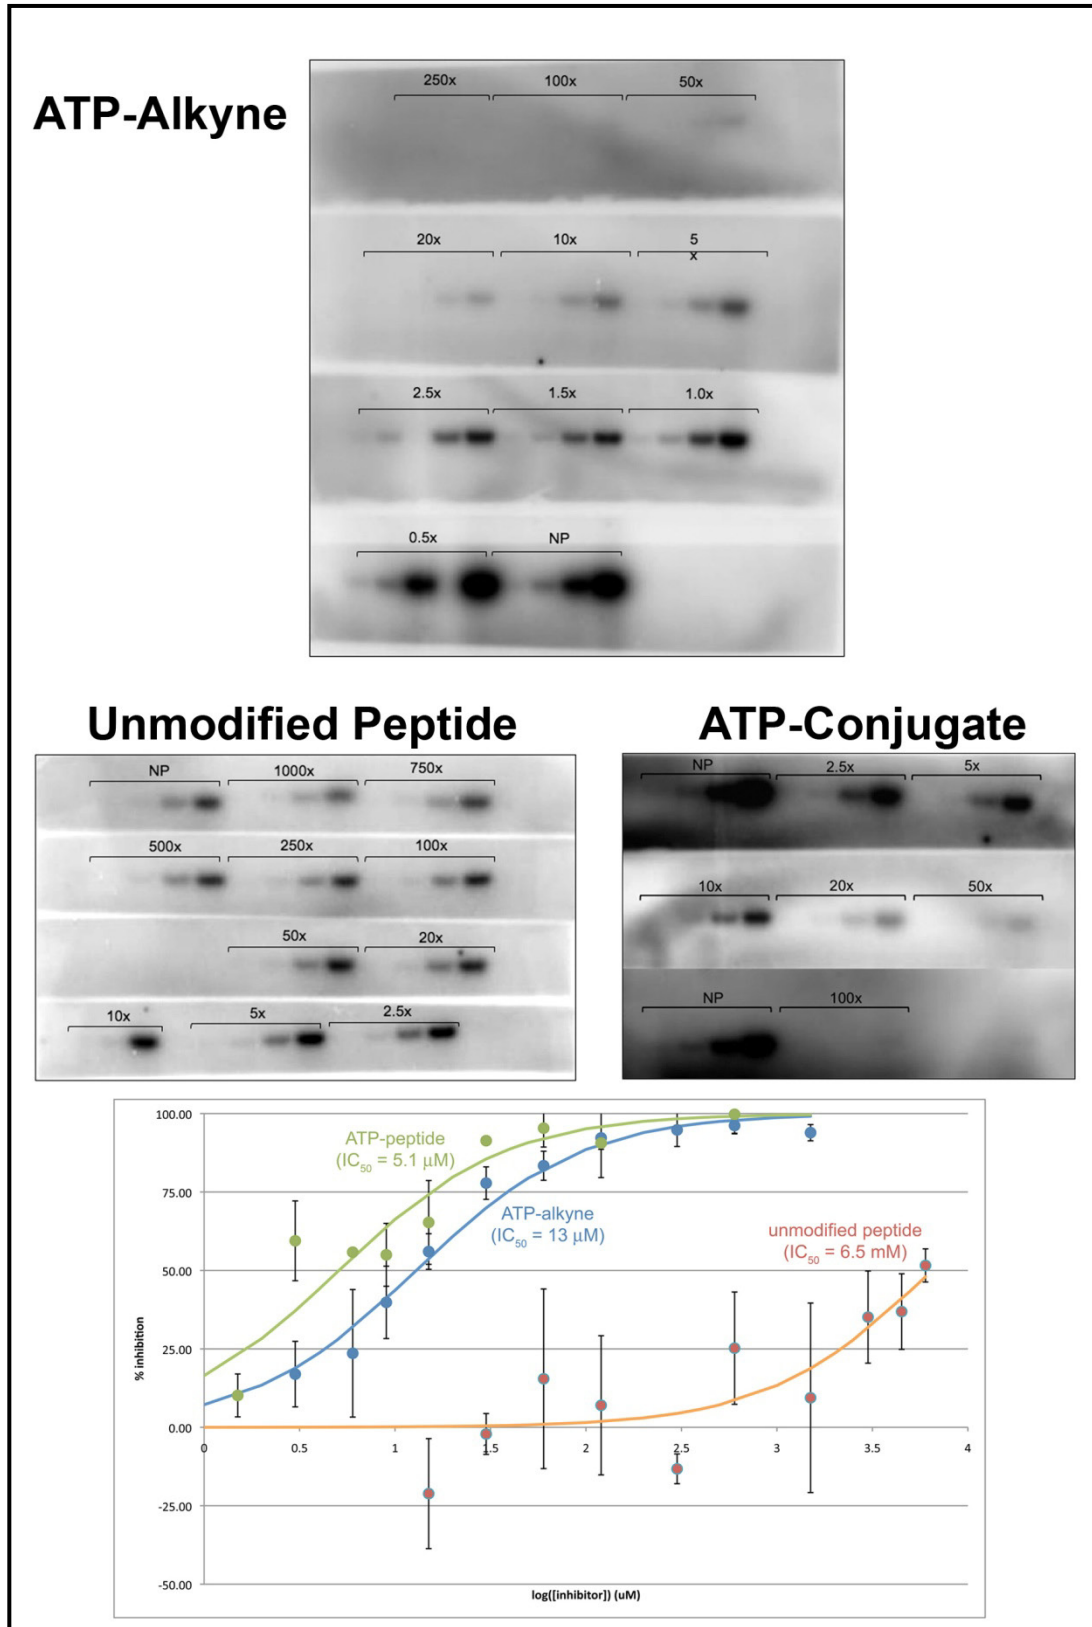 ATP-Alkyne
250x 100x 50x
20x 10x 5
x
2.5x 1.5x 1.0x
0.5x NP
Unmodified Peptide
NP 1000x 750x
500x 250x 100x
50x 20x
10x 5x 2.5x
ATP-Conjugate
NP 2.5x 5x
10x 20x 50x
NP 100x
100.00
75.00
50.00
25.00
0.00
-25.00
-50.00
% inhibition
0 0.5 1 1.5 2 2.5 3 3.5 4
log([inhibitor]) (uM)
ATP-peptide
(IC50 = 5.1 μM)
ATP-alkyne
(IC50 = 13 μM)
unmodified peptide
(IC50 = 6.5 mM)